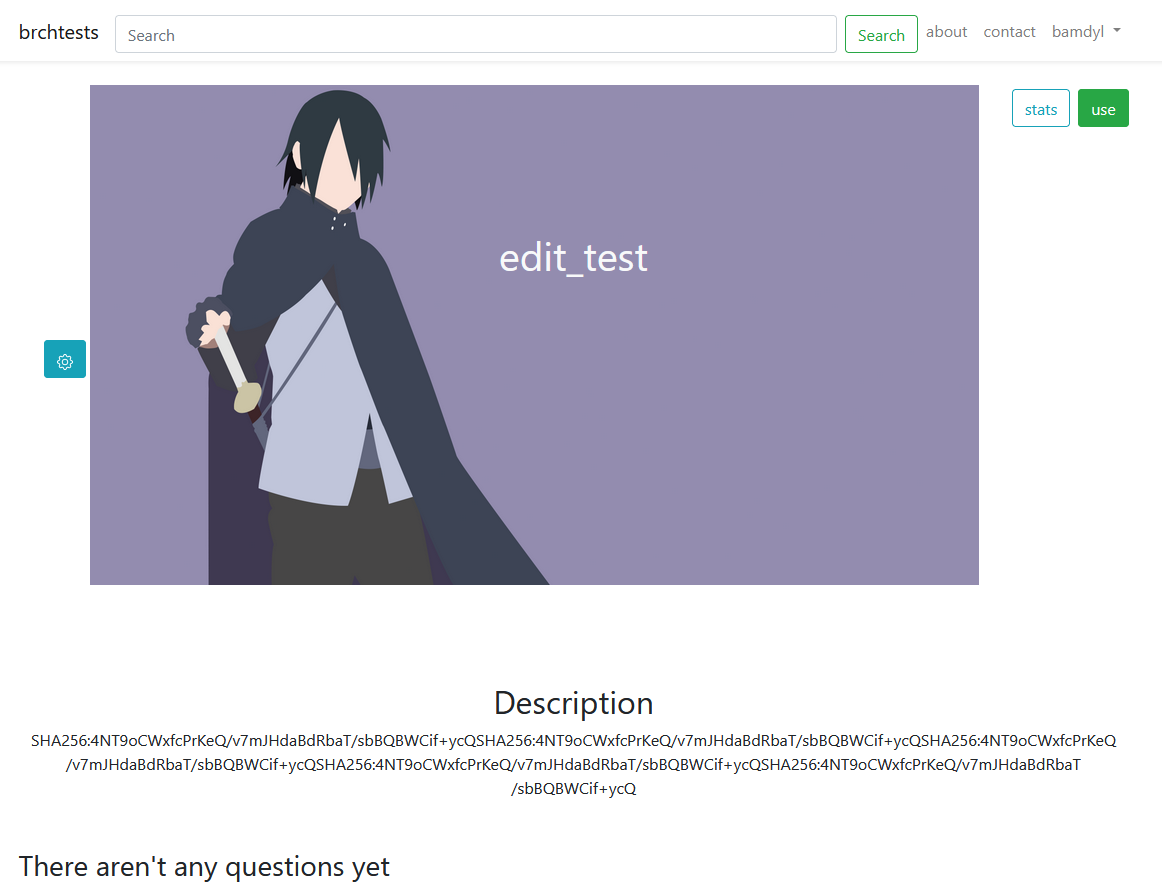 brchtests Search Search about contact bamdyl
stats use
edit_test
Description
SHA256:4NT9oCWxfcPrKeQ/v7mJHdaBdRbaT/sbBQBWCif+ycQSHA256:4NT9oCWxfcPrKeQ/v7mJHdaBdRbaT/sbBQBWCif+ycQSHA256:4NT9oCWxfcPrKeQ
/v7mJHdaBdRbaT/sbBQBWCif+ycQSHA256:4NT9oCWxfcPrKeQ/v7mJHdaBdRbaT/sbBQBWCif+ycQSHA256:4NT9oCWxfcPrKeQ/v7mJHdaBdRbaT
/sbBQBWCif+ycQ
There aren't any questions yet